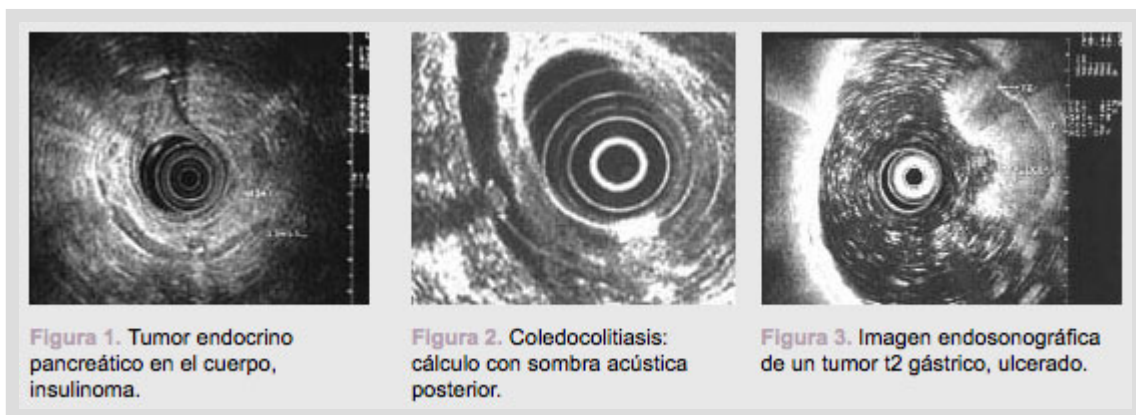 Figura 1. Tumor endocrino
pancreático en el cuerpo,
insulinoma.
Figura 2. Coledocolitiasis:
cálculo con sombra acústica
posterior.
Figura 3. Imagen endosonográfica
de un tumor t2 gástrico, ulcerado.